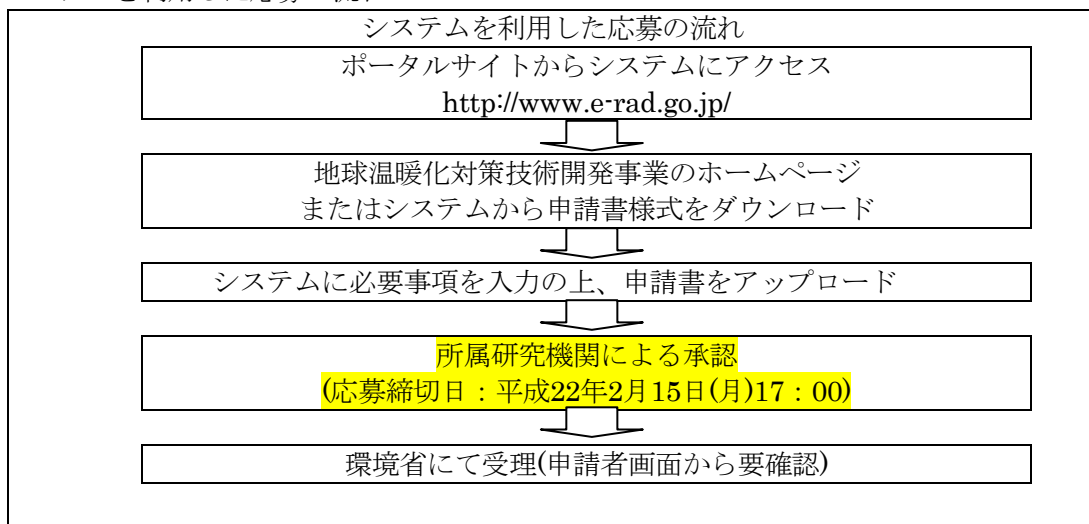 システムを利用した応募の流れ
ポータルサイトからシステムにアクセス
http://www.e-rad.go.jp/
地球温暖化対策技術開発事業のホームページ
またはシステムから申請書様式をダウンロード
システムに必要事項を入力の上、申請書をアップロード
所属研究機関による承認
(応募締切日：平成22年2月15日(月)17：00)
環境省にて受理(申請者画面から要確認)